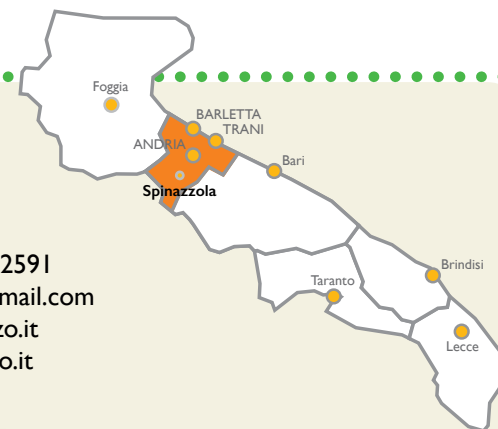 Foggia
BARLETTA
TRANI
ANDRIA
Bari
Spinazzola
2591
mail.com
zo.it
o.it
Brindisi
Taranto
Lecce